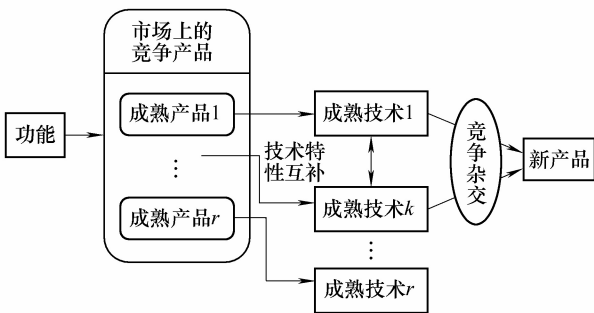 市场上的
竞争产品
功能
成熟产品1
⋮
成熟产品r
技术特
性互补
成熟技术1
成熟技术k
⋮
成熟技术r
竞争杂交
新产品